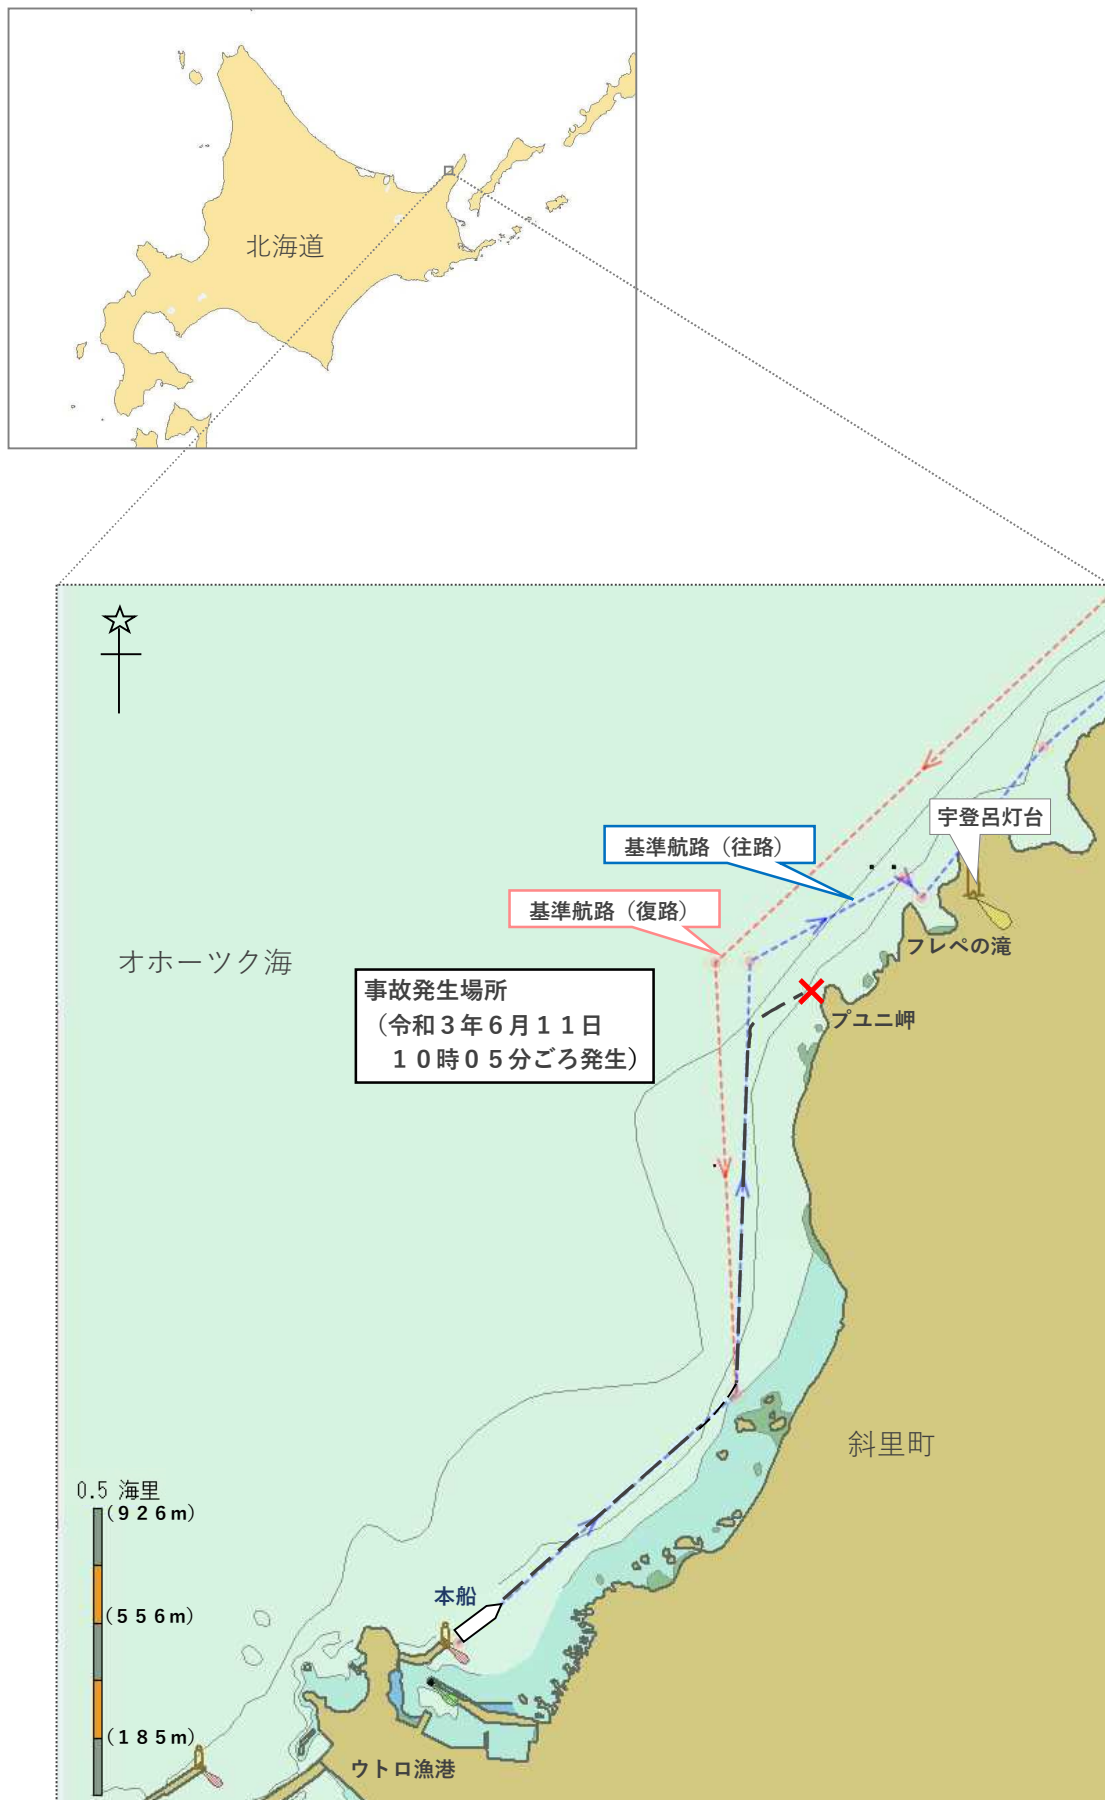 北海道
宇登呂灯台
基準航路（往路）
基準航路（復路）
フレペの滝
オホーツク海
事故発生場所
（令和３年６月１１日
１０時０５分ごろ発生）
プユニ岬
斜里町
0.5 海里
(９２６m)
本船
(５５６m)
(１８５m)
ウトロ漁港